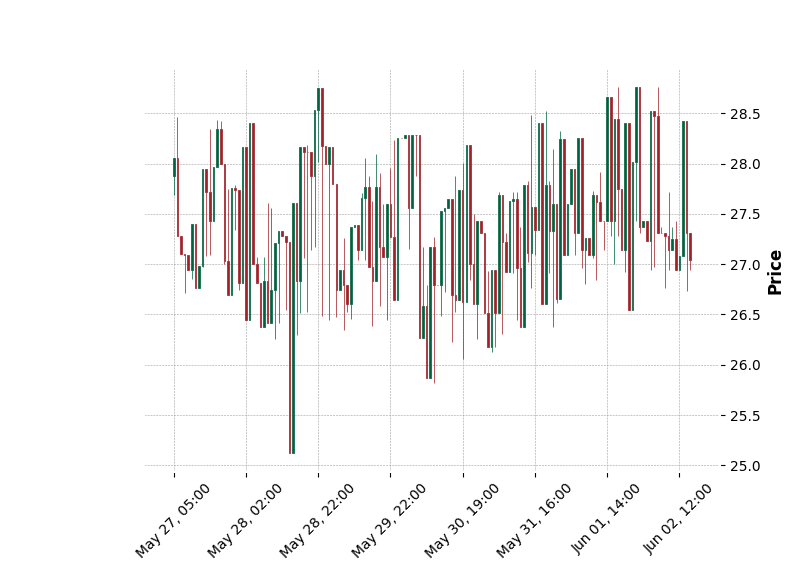 28.5
28.0
27.5
27.0
26.5
26.0
25.5
25.0
Price
May 27, 05:00
May 28, 02:00
May 28, 22:00
May 29, 22:00
May 30, 19:00
May 31, 16:00
Jun 01, 14:00
Jun 02, 12:00